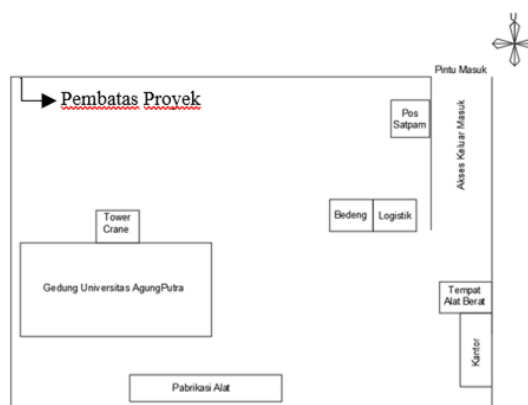 U
Pintu Masuk
Pembatas Proyek
Pos
Satpam
Akses Keluar Masuk
Bedeng
Logistik
Tower
Crane
Gedung Universitas AgungPutra
Tempat
Alat Berat
Kantor
Pabrikasi Alat